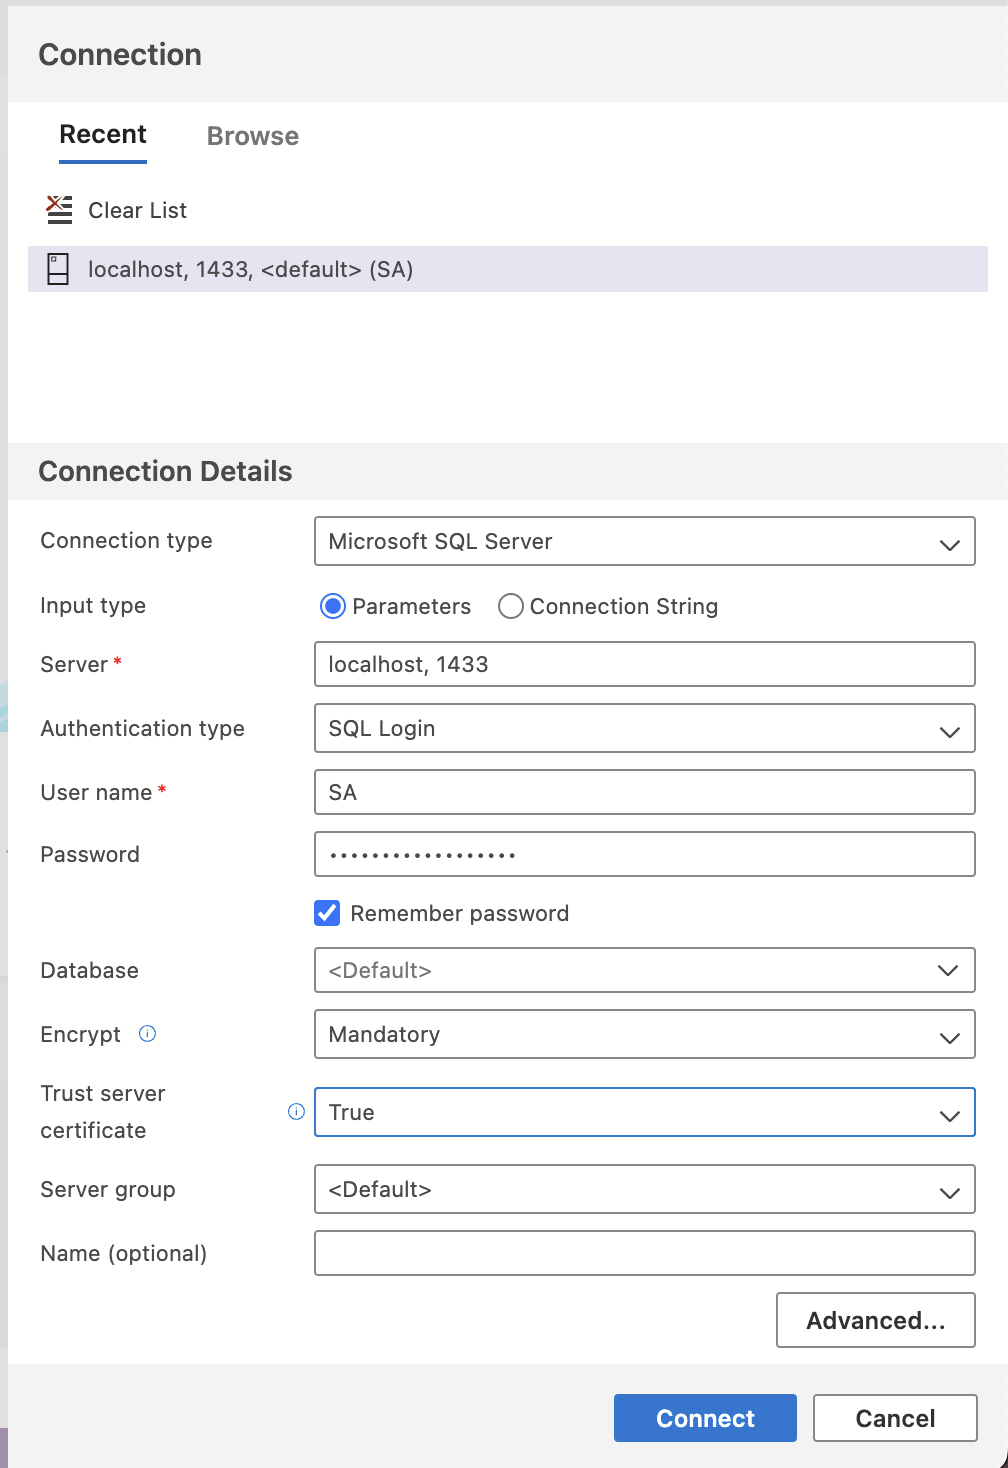 Connection
Recent Browse
Clear List
localhost, 1433, <default> (SA)
Connection Details
Connection type Microsoft SQL Server
Input type Parameters Connection String
Server* localhost, 1433
Authentication type SQL Login
User name* SA
Password ••••••••••••••••••
Remember password
Database <Default>
Encrypt Mandatory
Trust server
certificate True
Server group <Default>
Name (optional)
Advanced...
Connect Cancel